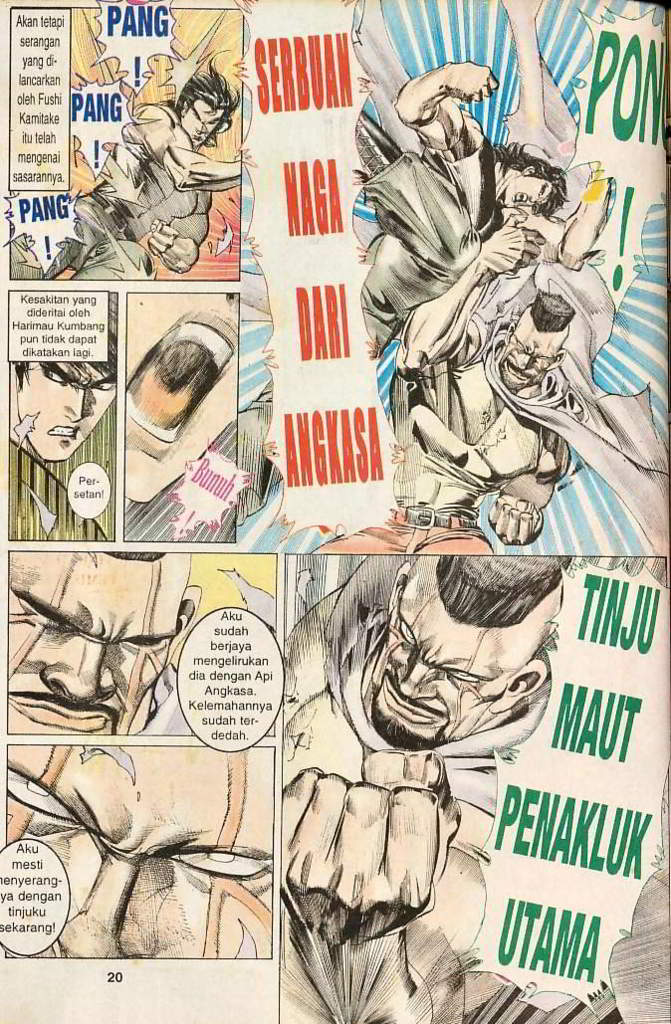 Akan tetapi
serangan
yang di-
lancarkan
oleh Fushi
Kamitake
itu telah
mengenai
sasarannya.
PANG
!
PANG
!
PANG
!
SERBUAN
NAGA
DARI
ANGKASA
PON
!
Kesakitan yang
dideritai oleh
Harimau Kumbang
pun tidak dapat
dikatakan lagi.
Per-
setan!
Bunuh
!
Aku
sudah
berjaya
mengelirukan
dia dengan Api
Angkasa.
Kelemahannya
sudah ter-
dedah.
Aku
mesti
menyerang-
ya dengan
tinjuku
sekarang!
TINJU
MAUT
PENAKLUK
UTAMA
20